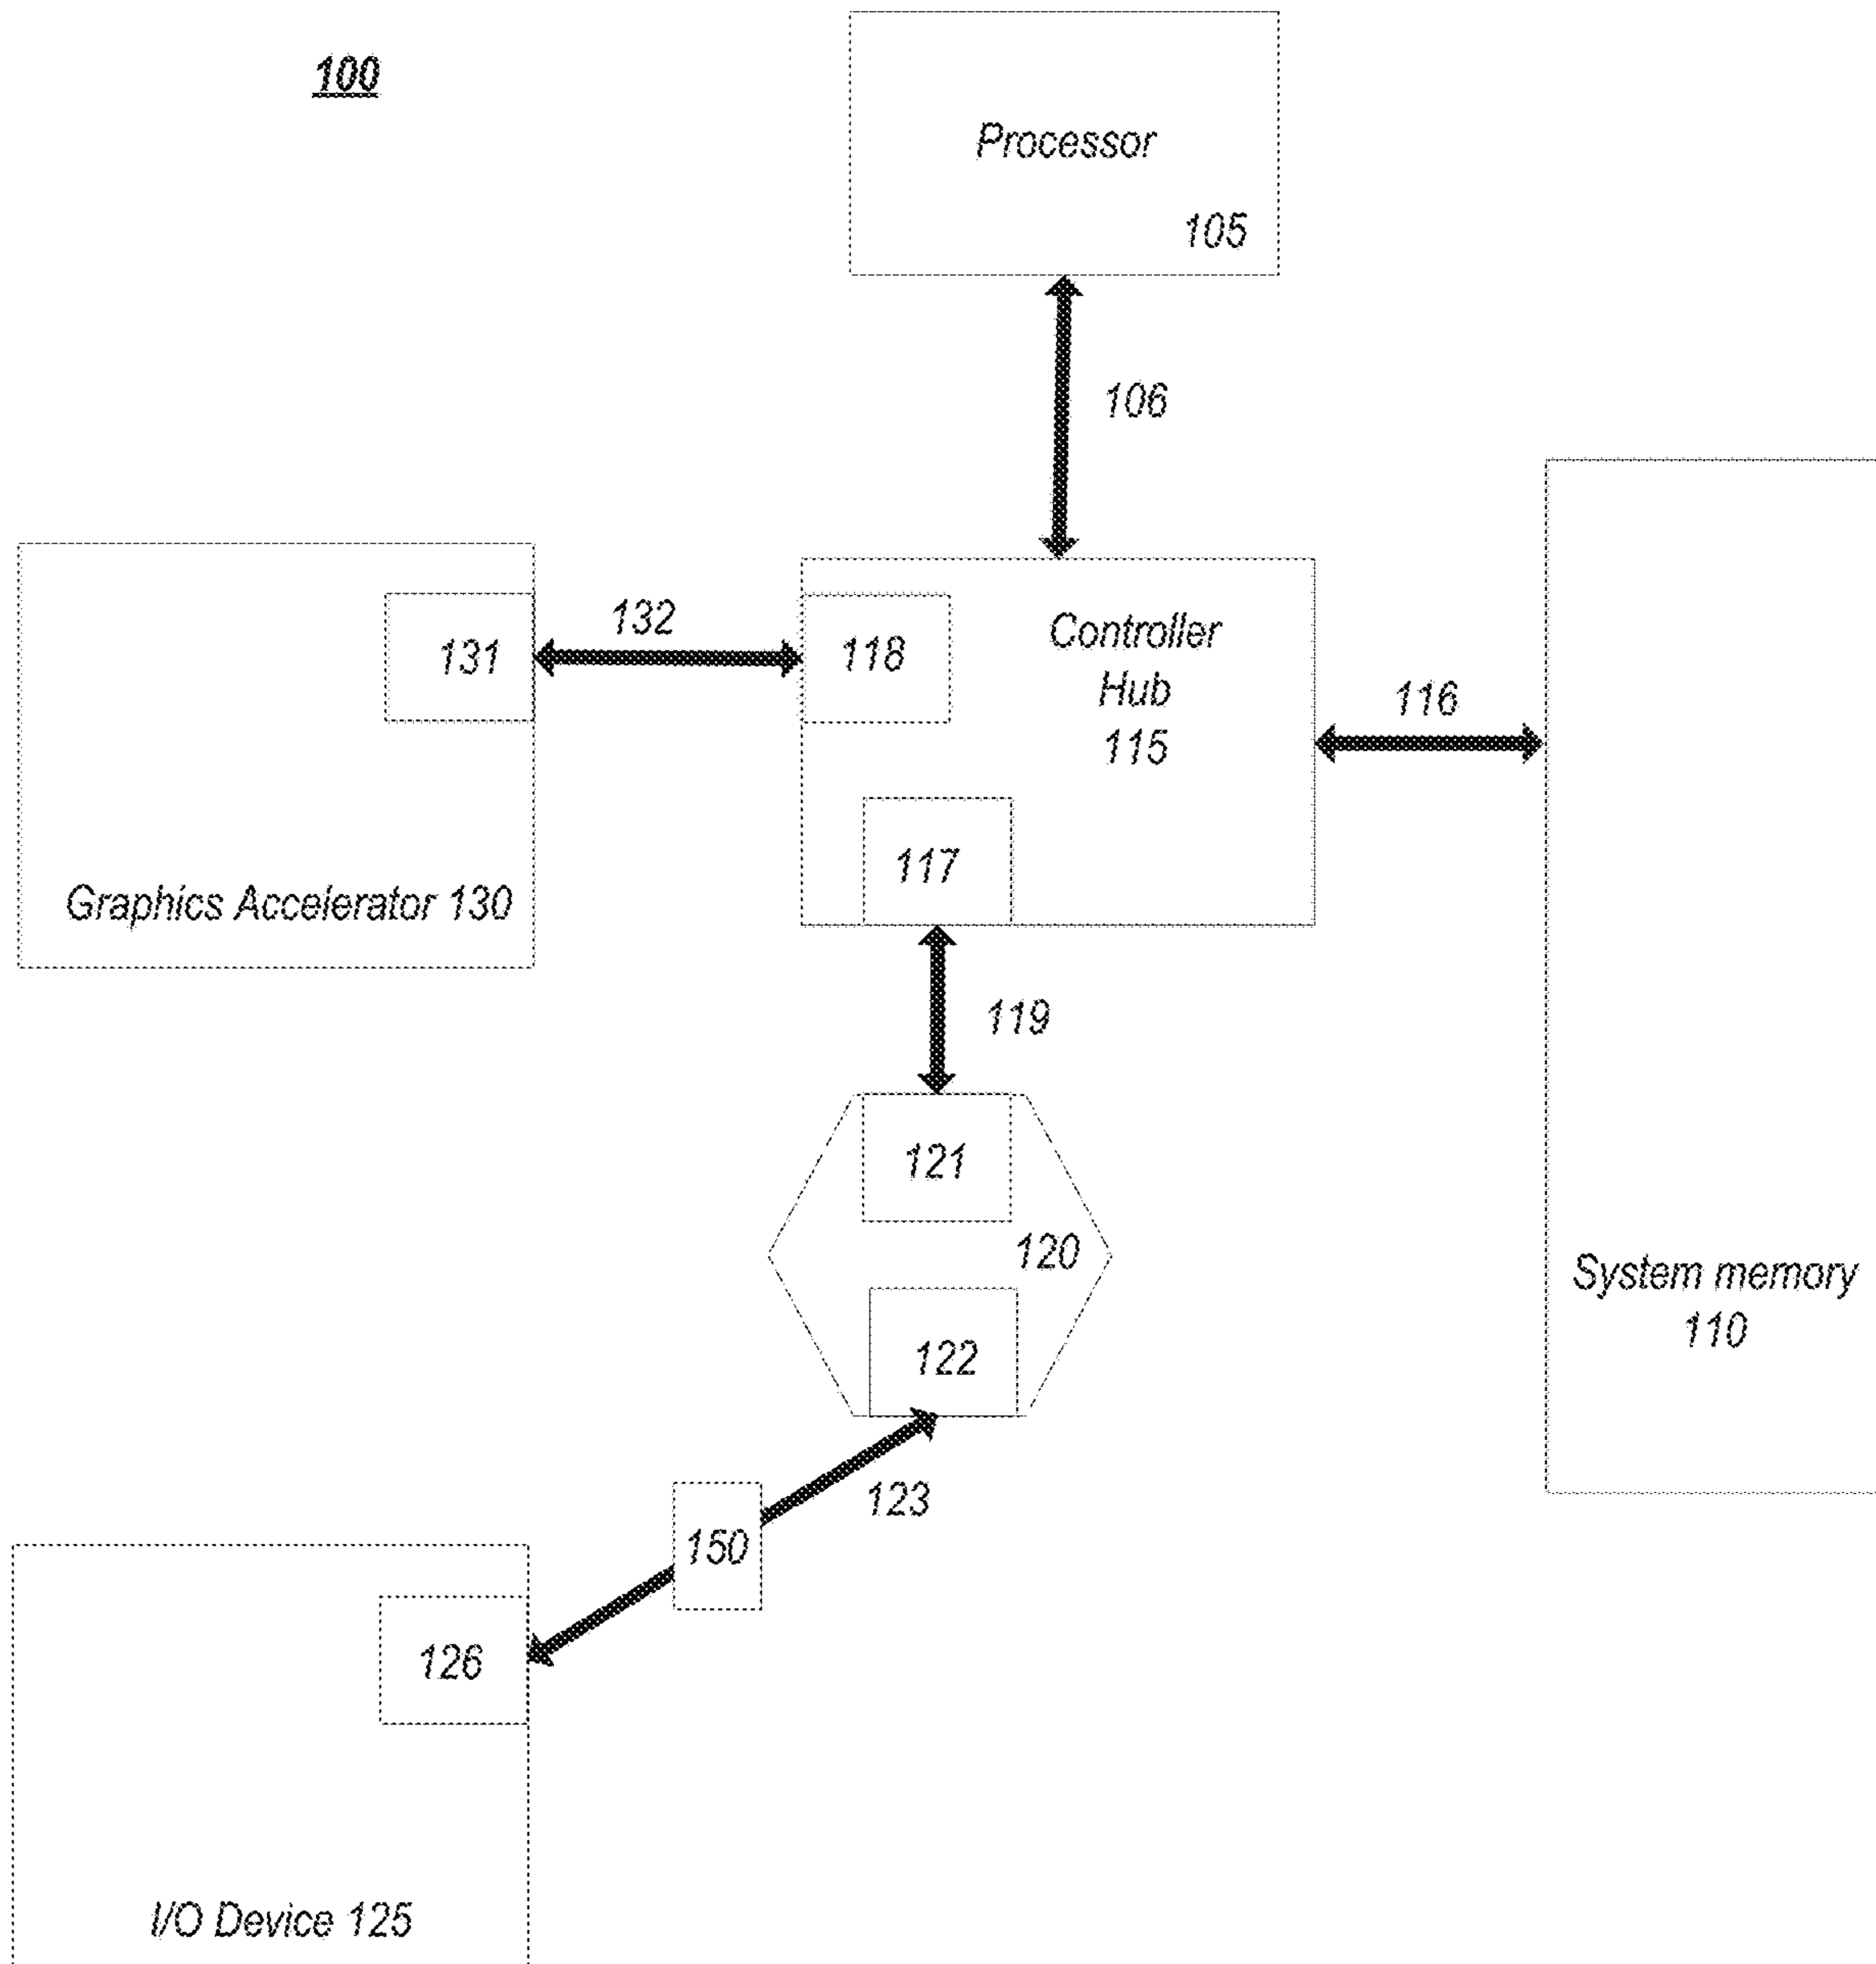 100
Processor
105
106
131
132
118
Controller
Hub
115
116
117
Graphics Accelerator 130
119
121
120
System memory
110
122
123
150
126
I/O Device 125